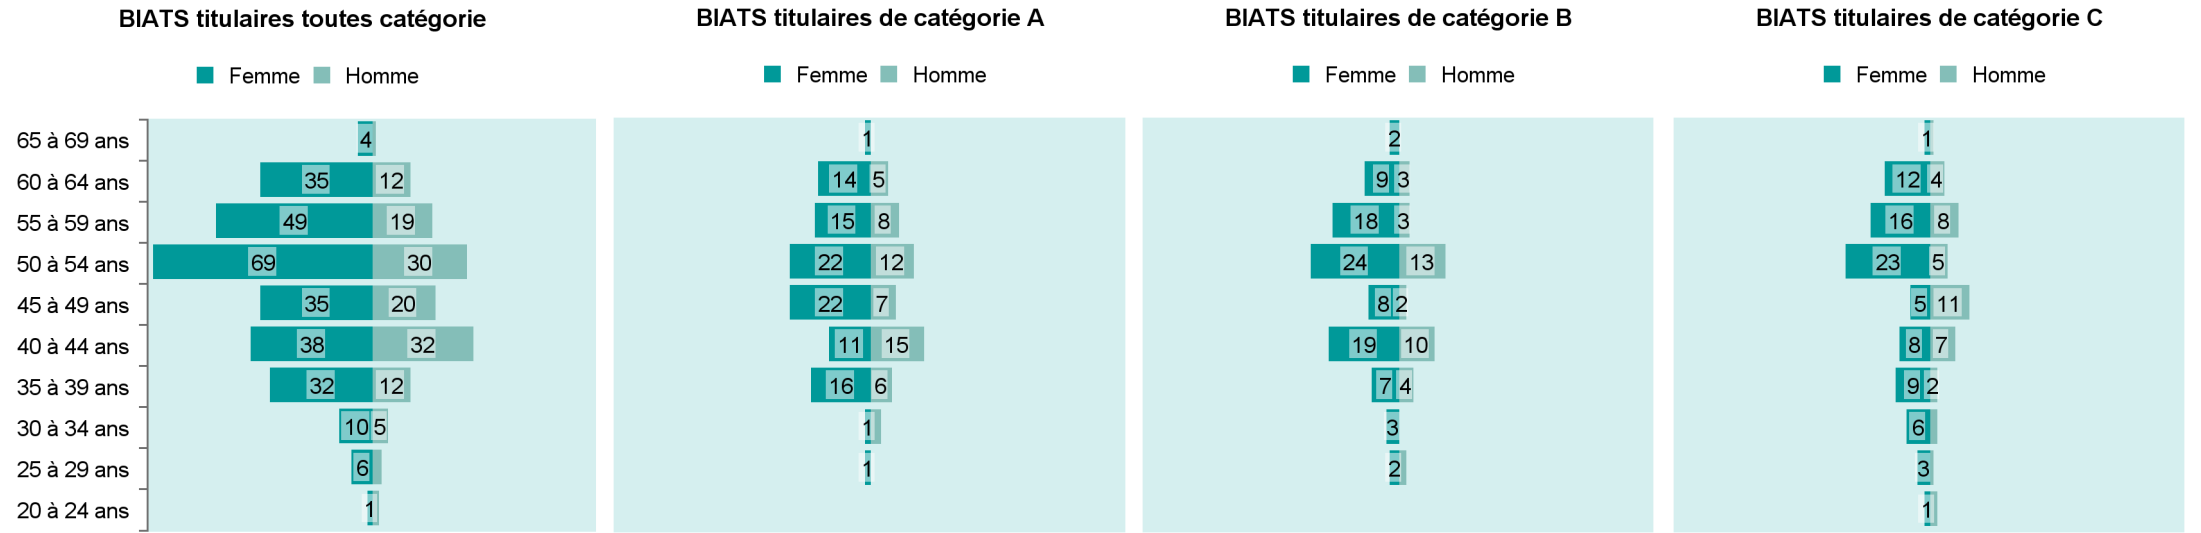 BIATS titulaires toutes catégorie BIATS titulaires de catégorie A BIATS titulaires de catégorie B BIATS titulaires de catégorie C
Femme Homme Femme Homme Femme Homme Femme Homme
65 à 69 ans 4 1 2 1
60 à 64 ans 35 12 14 5 9 3 12 4
55 à 59 ans 49 19 15 8 18 3 16 8
50 à 54 ans 69 30 22 12 24 13 23 5
45 à 49 ans 35 20 22 7 8 2 5 11
40 à 44 ans 38 32 11 15 19 10 8 7
35 à 39 ans 32 12 16 6 7 4 9 2
30 à 34 ans 10 5 1 3 6
25 à 29 ans 6 1 2 3
20 à 24 ans 1 1